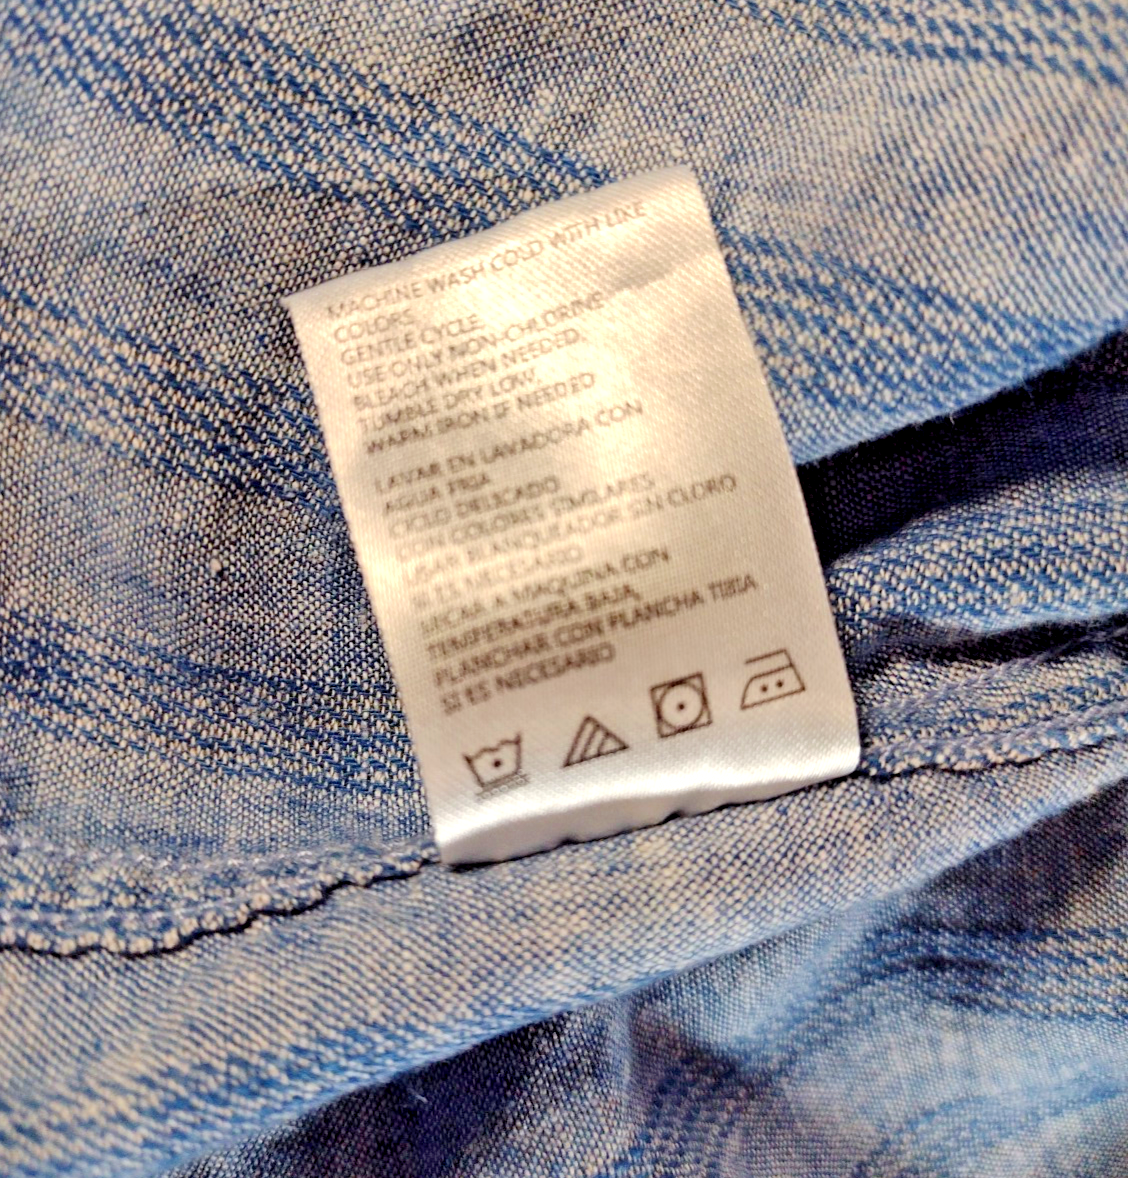 MACHINE WASH COLD WITH LIKE
COLORS
GENTLE CYCLE
USE ONLY NON-CHLORINE
BLEACH WHEN NEEDED.
TUMBLE DRY LOW.
WARM IRON IF NEEDED
LAVAR EN LAVADORA CON
AGUA FRIA
CICLO DELICADO
CON COLORES SIMILARES
USAR BLANQUEADOR SIN CLORO
SI ES NECESARIO
SECAR A MAQUINA CON
TEMPERATURA BAJA,
PLANCHAR CON PLANCHA TIBIA
SI ES NECESARIO